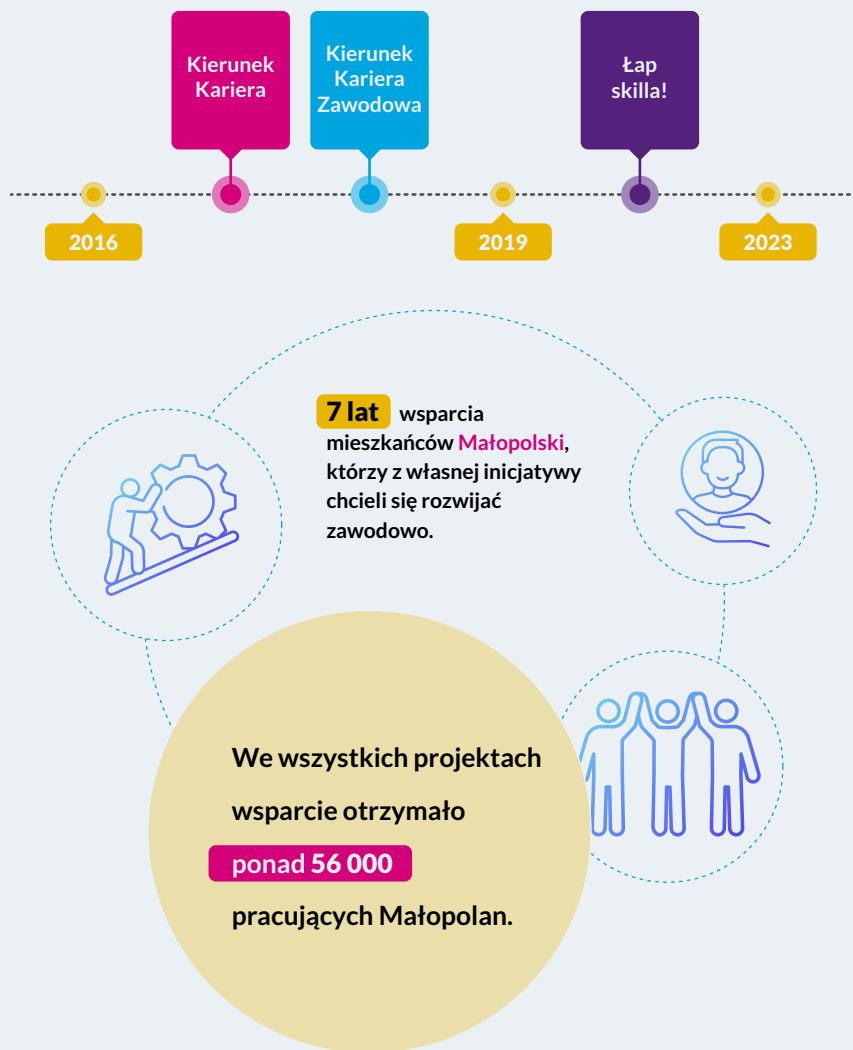 Kierunek
Kariera
Kierunek
Kariera
Zawodowa
Łap
skilla!
2016
2019
2023
7 lat wsparcia
mieszkańców Małopolski,
którzy z własnej inicjatywy
chcieli się rozwijać
zawodowo.
We wszystkich projektach
wsparcie otrzymało
ponad 56 000
pracujących Małopolan.